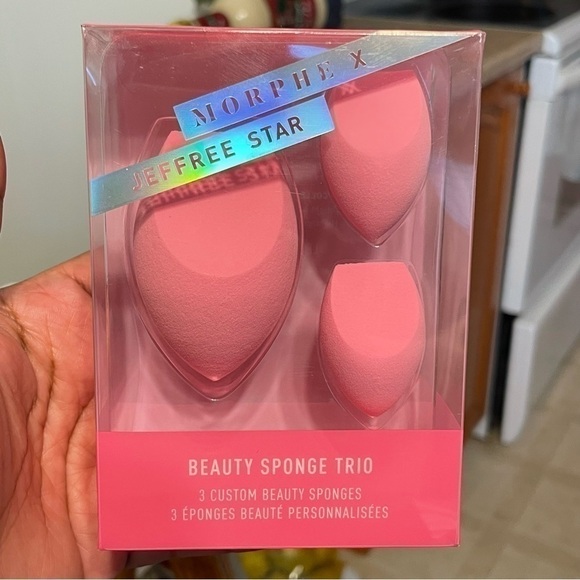 MORPHE X
JEFFREE STAR
BEAUTY SPONGE TRIO
3 CUSTOM BEAUTY SPONGES
3 ÉPONGES BEAUTÉ PERSONNALISÉES